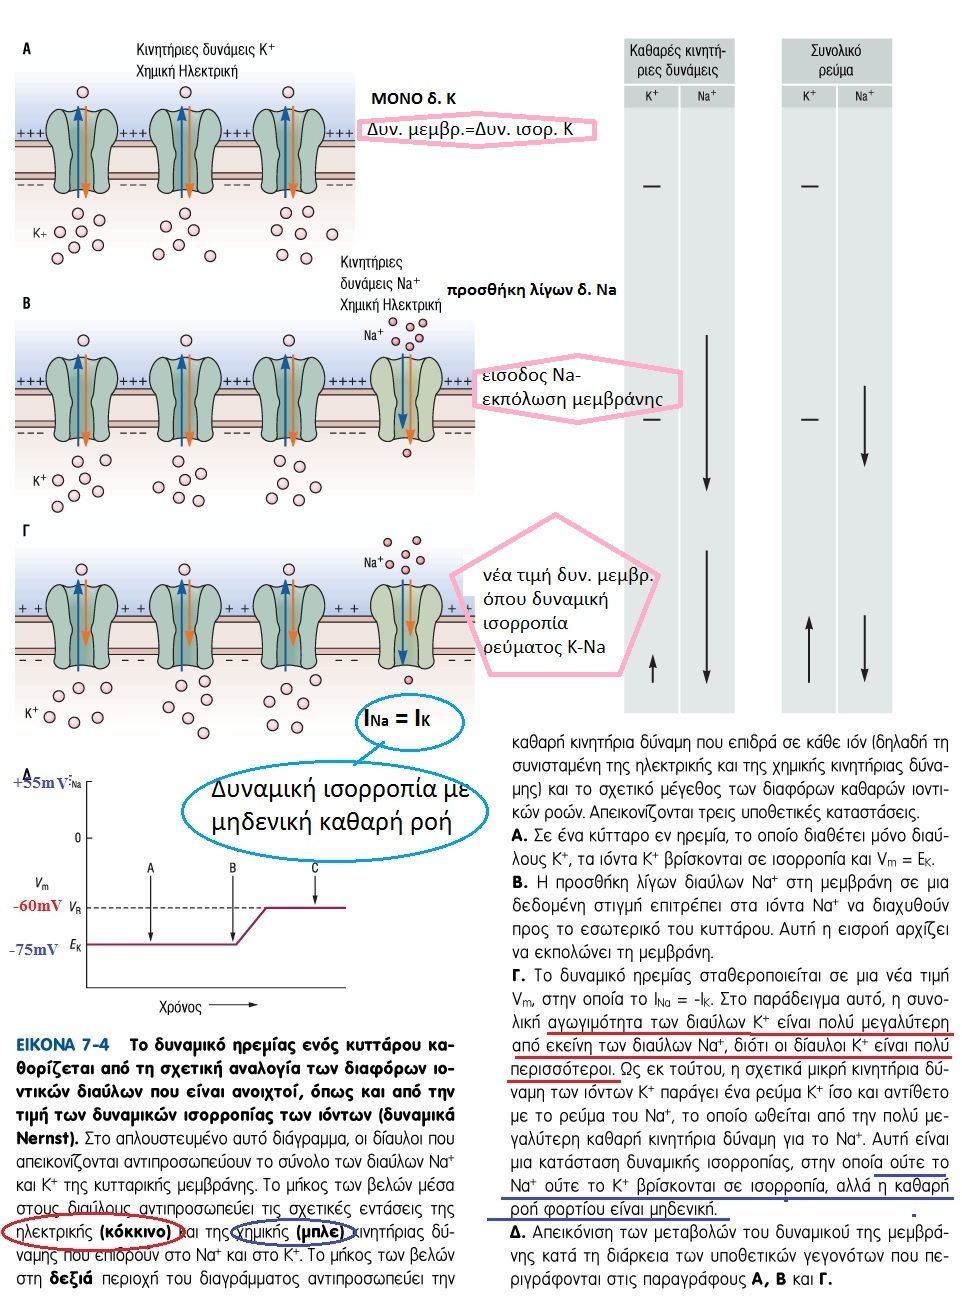 Α
Κινητήριες δυνάμεις K⁺
Χημική Ηλεκτρική
ΜΟΝΟ δ. Κ
Δυν. μεμβρ.=Δυν. ισορ. Κ
+++ + + + + + +++
--- ---- ---- ---
K+
Καθαρές κινητή-
ριες δυνάμεις
K⁺ Na⁺
Συνολικό
ρεύμα
K⁺ Na⁺
Κινητήριες
δυνάμεις Na⁺
Χημική Ηλεκτρική
προσθήκη λίγων δ. Na
Β
Na⁺
+++ ++++ +++ ++++ +++
είσοδος Na-
εκπόλωση μεμβράνης
K⁺
Γ
Na⁺
+ + + + + + + + +
νέα τιμή δυν. μεμβρ.
όπου δυναμική
ισορροπία
ρεύματος K-Na
K⁺
INa = IK
Δυναμική ισορροπία με
μηδενική καθαρή ροή
Δ
+55mV ENa
0
A B C
Vm
-60mV VR
-75mV EK
Χρόνος
ΕΙΚΟΝΑ 7-4 Το δυναμικό ηρεμίας ενός κυττάρου κα-
θορίζεται από τη σχετική αναλογία των διαφόρων ιο-
ντικών διαύλων που είναι ανοιχτοί, όπως και από την
τιμή των δυναμικών ισορροπίας των ιόντων (δυναμικά
Nernst). Στο απλουστευμένο αυτό διάγραμμα, οι δίαυλοι που
απεικονίζονται αντιπροσωπεύουν το σύνολο των διαύλων Na⁺
και K⁺ της κυτταρικής μεμβράνης. Το μήκος των βελών μέσα
στους διαύλους αντιπροσωπεύει τις σχετικές εντάσεις της
ηλεκτρικής (κόκκινο) και της χημικής (μπλε) κινητήριας δύ-
ναμης που επιδρούν στο Na⁺ και στο K⁺. Το μήκος των βελών
στη δεξιά περιοχή του διαγράμματος αντιπροσωπεύει την
καθαρή κινητήρια δύναμη που επιδρά σε κάθε ιόν (δηλαδή τη
συνισταμένη της ηλεκτρικής και της χημικής κινητήριας δύνα-
μης) και το σχετικό μέγεθος των διαφόρων καθαρών ιοντι-
κών ροών. Απεικονίζονται τρεις υποθετικές καταστάσεις.
Α. Σε ένα κύτταρο εν ηρεμία, το οποίο διαθέτει μόνο διαύ-
λους K⁺, τα ιόντα K⁺ βρίσκονται σε ισορροπία και Vm = EK.
Β. Η προσθήκη λίγων διαύλων Na⁺ στη μεμβράνη σε μια
δεδομένη στιγμή επιτρέπει στα ιόντα Na⁺ να διαχυθούν
προς το εσωτερικό του κυττάρου. Αυτή η εισροή αρχίζει
να εκπολώνει τη μεμβράνη.
Γ. Το δυναμικό ηρεμίας σταθεροποιείται σε μια νέα τιμή
Vm, στην οποία το INa = -IK. Στο παράδειγμα αυτό, η συνο-
λική αγωγιμότητα των διαύλων K⁺ είναι πολύ μεγαλύτερη
από εκείνη των διαύλων Na⁺, διότι οι δίαυλοι K⁺ είναι πολύ
περισσότεροι. Ως εκ τούτου, η σχετικά μικρή κινητήρια δύ-
ναμη των ιόντων K⁺ παράγει ένα ρεύμα K⁺ ίσο και αντίθετο
με το ρεύμα του Na⁺, το οποίο ωθείται από την πολύ με-
γαλύτερη καθαρή κινητήρια δύναμη για το Na⁺. Αυτή είναι
μια κατάσταση δυναμικής ισορροπίας, στην οποία ούτε το
Na⁺ ούτε το K⁺ βρίσκονται σε ισορροπία, αλλά η καθαρή
ροή φορτίου είναι μηδενική.
Δ. Απεικόνιση των μεταβολών του δυναμικού της μεμβρά-
νης κατά τη διάρκεια των υποθετικών γεγονότων που πε-
ριγράφονται στις παραγράφους Α, Β και Γ.